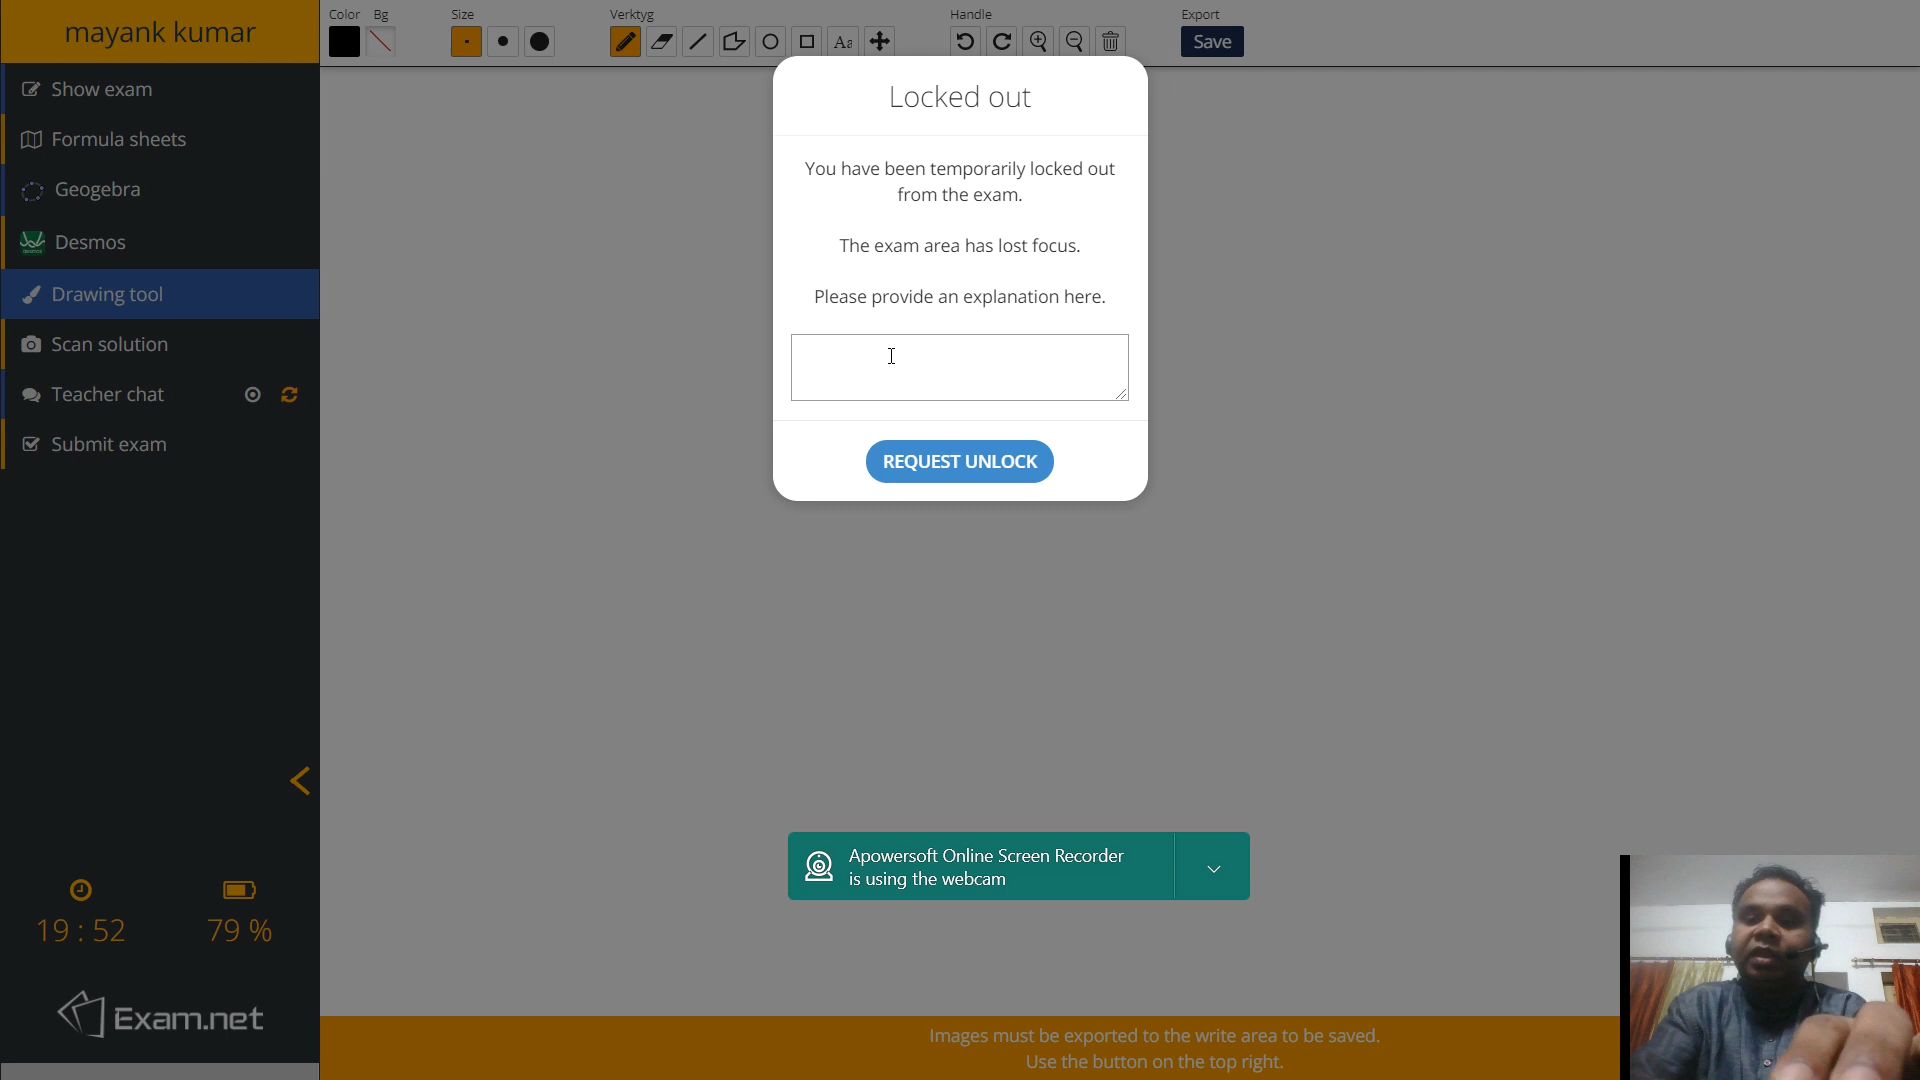 mayank kumar
Show exam
Formula sheets
Geogebra
Desmos
Drawing tool
Scan solution
Teacher chat
Submit exam
19 : 52
79 %
Exam.net
Color Bg
Size
Verktyg
Handle
Export
Aa
Save
Locked out
You have been temporarily locked out
from the exam.
The exam area has lost focus.
Please provide an explanation here.
REQUEST UNLOCK
Apowersoft Online Screen Recorder
is using the webcam
Images must be exported to the write area to be saved.
Use the button on the top right.